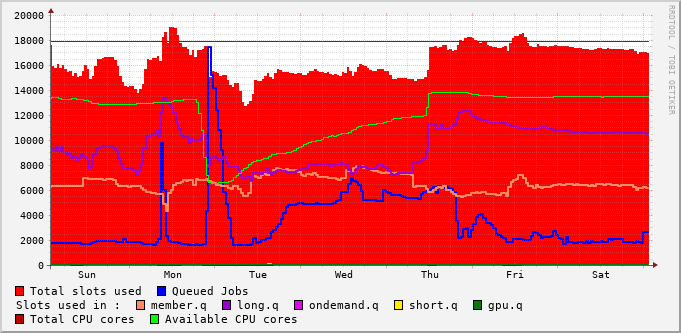 20000
18000
16000
14000
12000
10000
8000
6000
4000
2000
0
Sun Mon Tue Wed Thu Fri Sat
RRDTOOL / TOBI OETIKER
Total slots used Queued Jobs
Slots used in : member.q long.q ondemand.q short.q gpu.q
Total CPU cores Available CPU cores